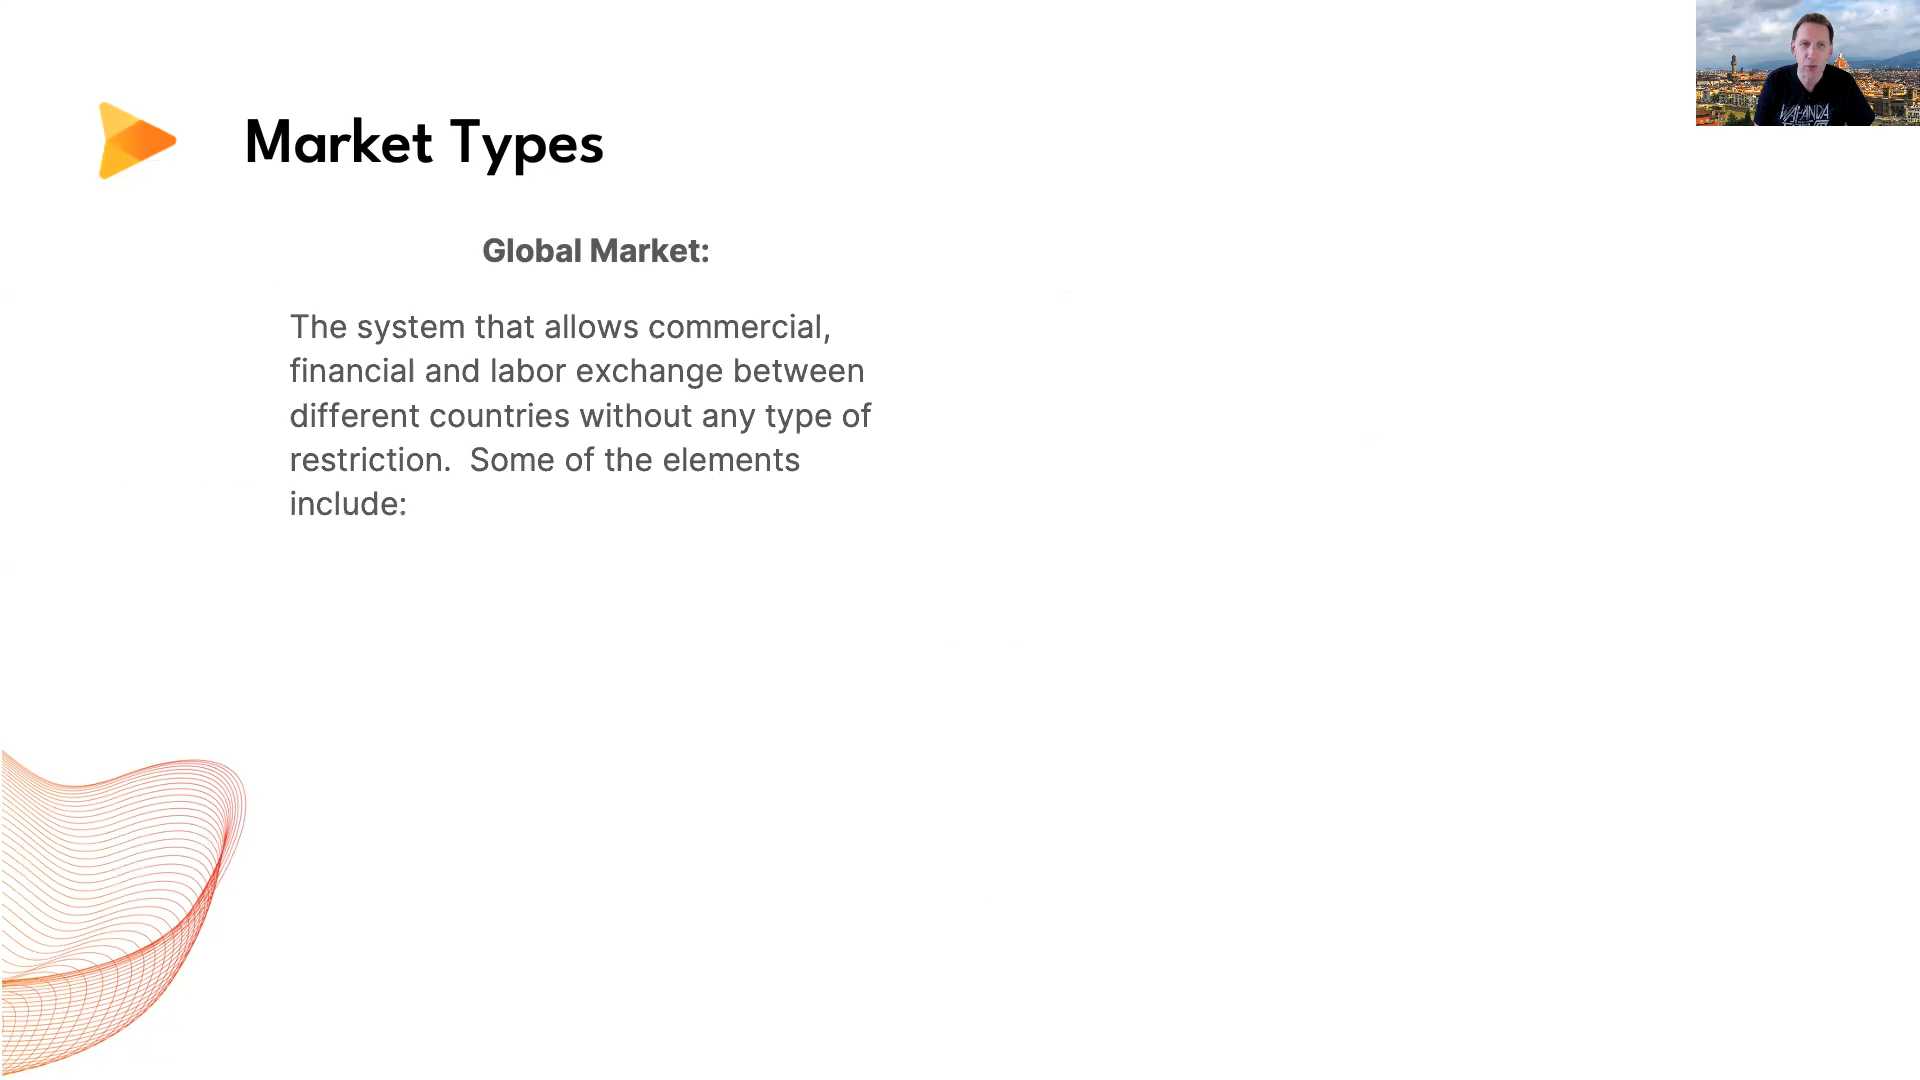 Market Types
Global Market:
The system that allows commercial,
financial and labor exchange between
different countries without any type of
restriction.  Some of the elements
include:
WAKANDA